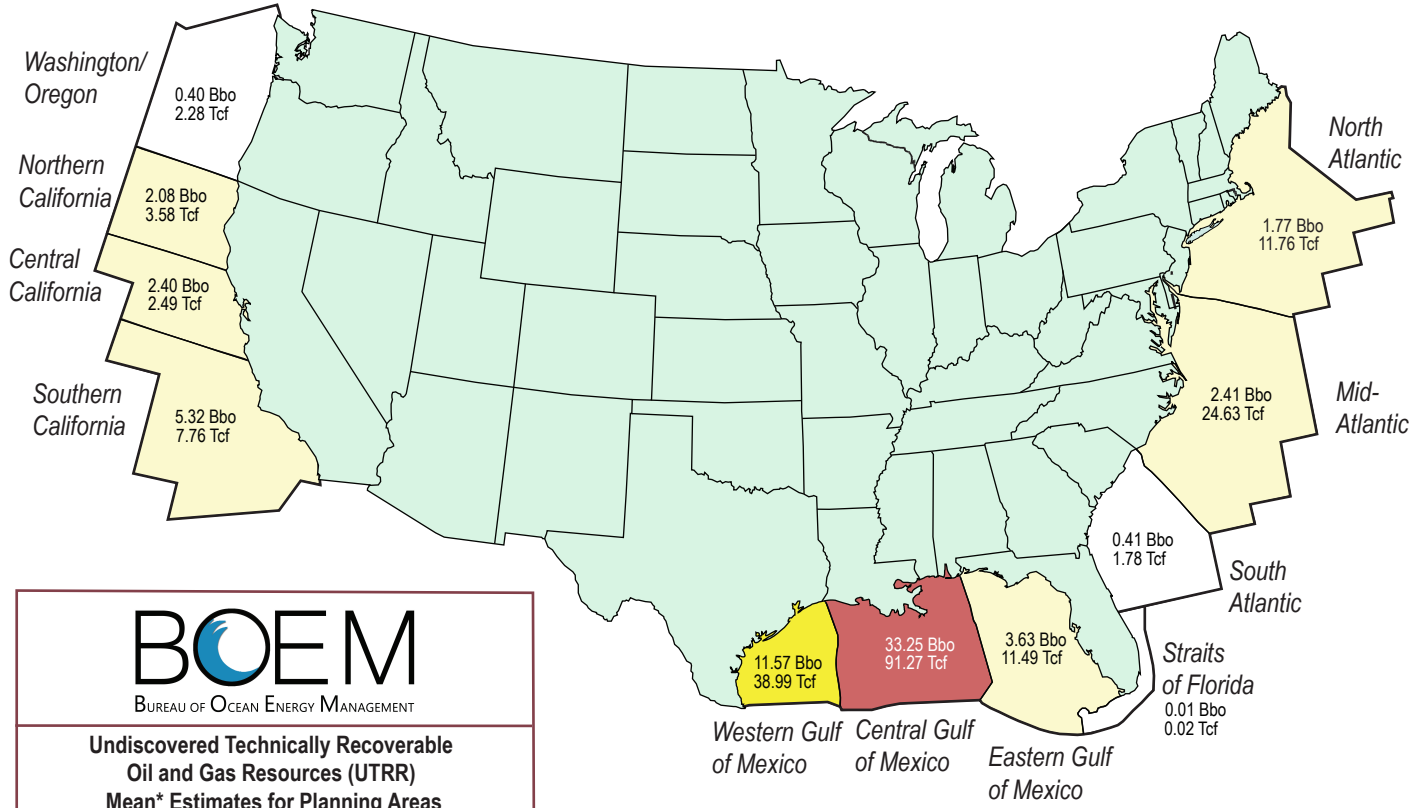 Washington/
Oregon
0.40 Bbo
2.28 Tcf
Northern
California
2.08 Bbo
3.58 Tcf
Central
California
2.40 Bbo
2.49 Tcf
Southern
California
5.32 Bbo
7.76 Tcf
North
Atlantic
1.77 Bbo
11.76 Tcf
Mid-
Atlantic
2.41 Bbo
24.63 Tcf
0.41 Bbo
1.78 Tcf
South
Atlantic
Straits
of Florida
0.01 Bbo
0.02 Tcf
11.57 Bbo
38.99 Tcf
Western Gulf
of Mexico
33.25 Bbo
91.27 Tcf
Central Gulf
of Mexico
3.63 Bbo
11.49 Tcf
Eastern Gulf
of Mexico
BOEM
BUREAU OF OCEAN ENERGY MANAGEMENT
Undiscovered Technically Recoverable
Oil and Gas Resources (UTRR)
Mean* Estimates for Planning Areas